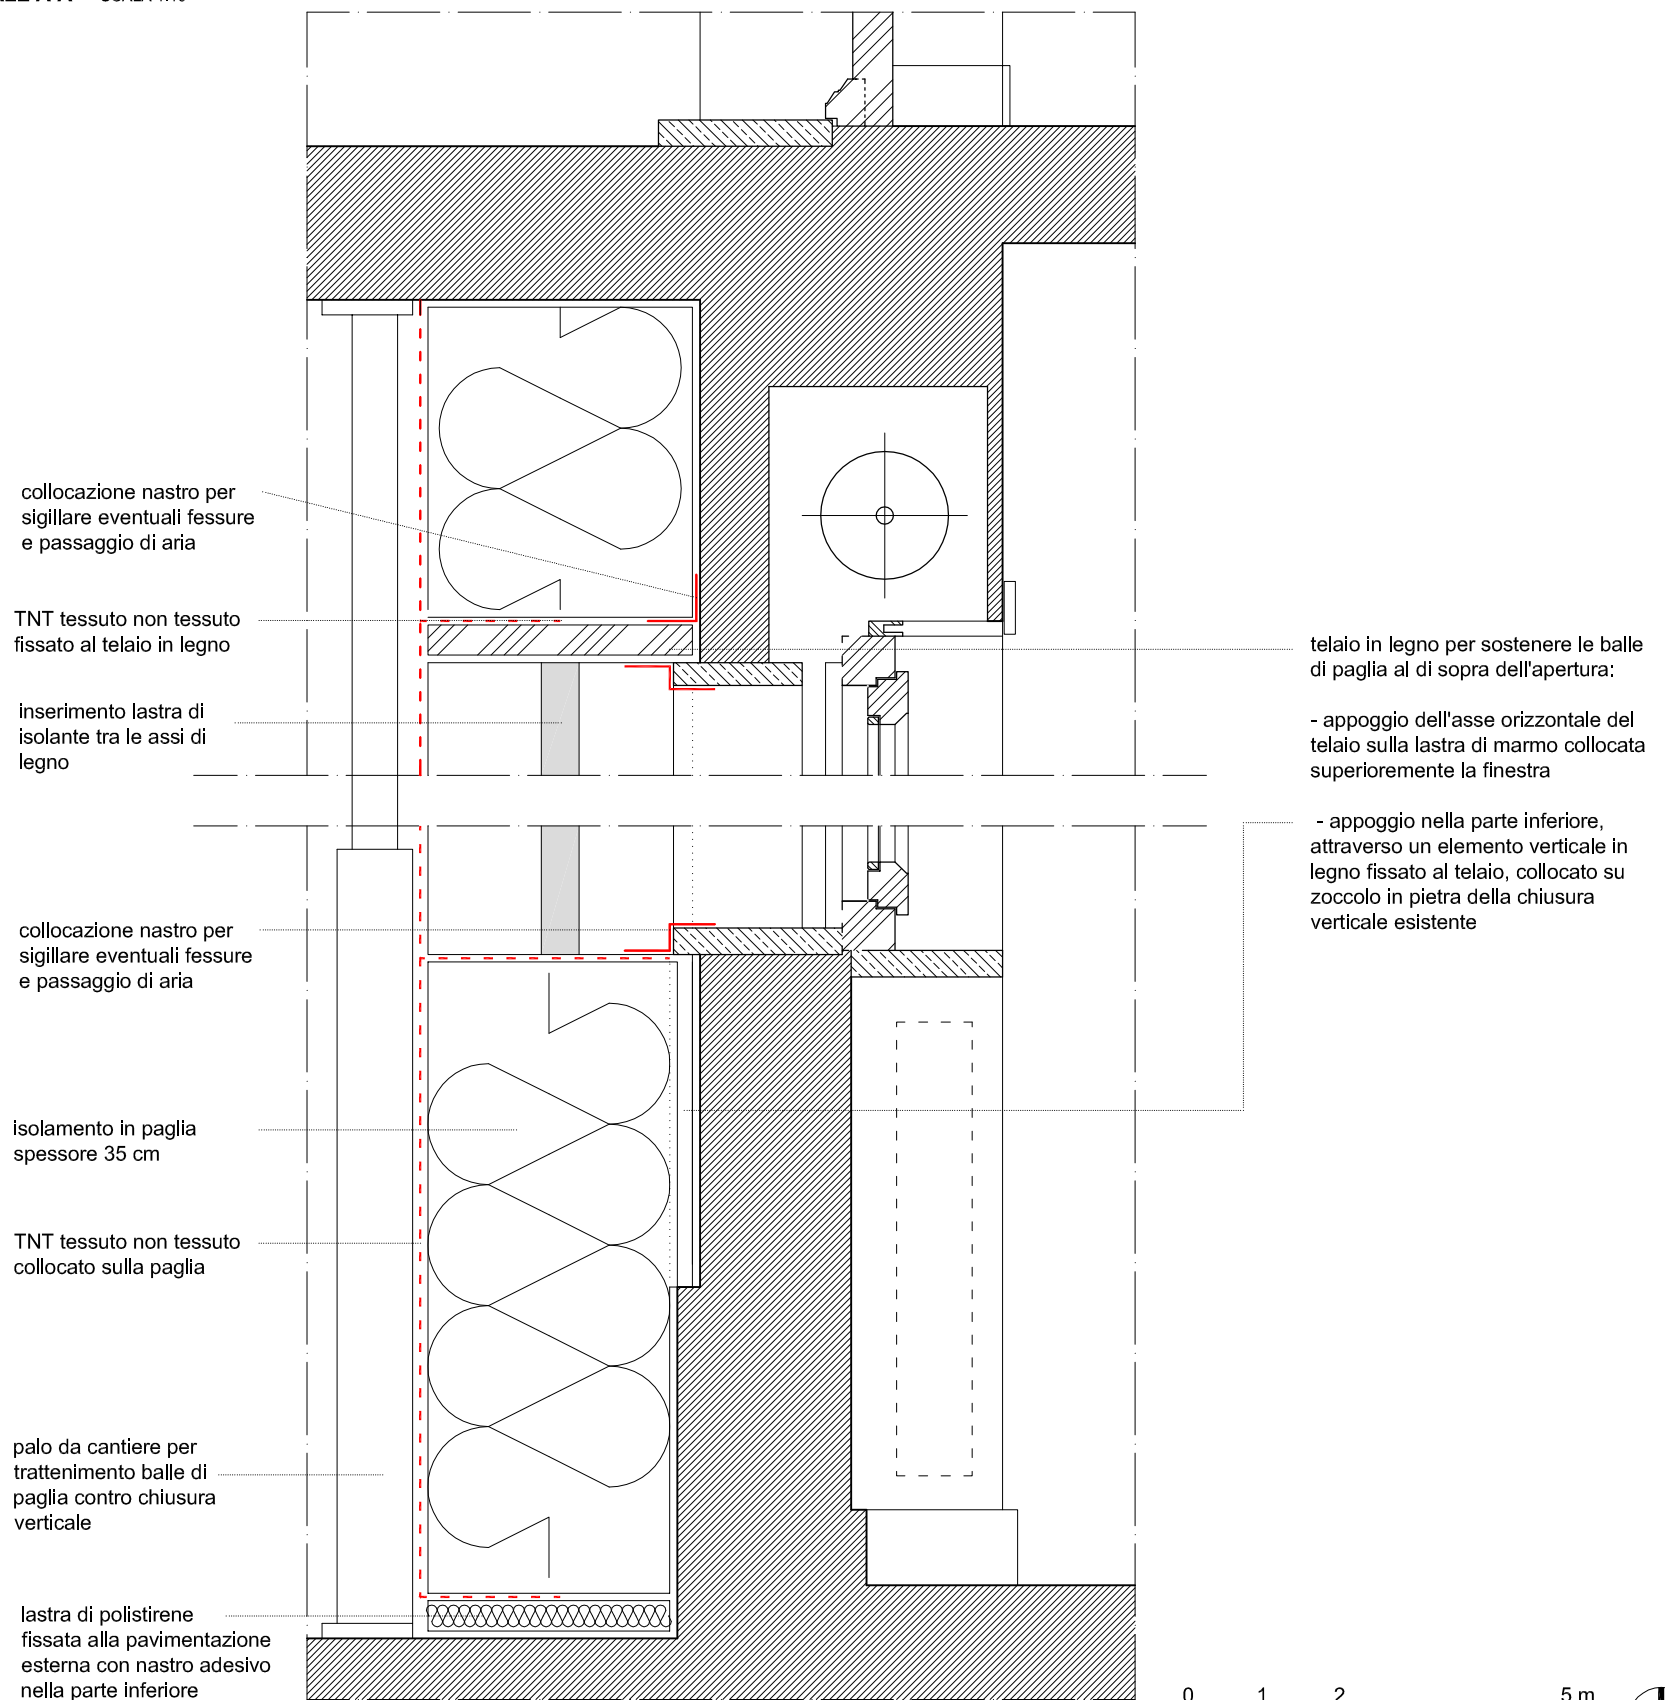 collocazione nastro per
sigillare eventuali fessure
e passaggio di aria
TNT tessuto non tessuto
fissato al telaio in legno
inserimento lastra di
isolante tra le assi di
legno
collocazione nastro per
sigillare eventuali fessure
e passaggio di aria
isolamento in paglia
spessore 35 cm
TNT tessuto non tessuto
collocato sulla paglia
palo da cantiere per
trattenimento balle di
paglia contro chiusura
verticale
lastra di polistirene
fissata alla pavimentazione
esterna con nastro adesivo
nella parte inferiore
telaio in legno per sostenere le balle
di paglia al di sopra dell'apertura:
- appoggio dell'asse orizzontale del
telaio sulla lastra di marmo collocata
superioremente la finestra
- appoggio nella parte inferiore,
attraverso un elemento verticale in
legno fissato al telaio, collocato su
zoccolo in pietra della chiusura
verticale esistente
0 1 2 5 m